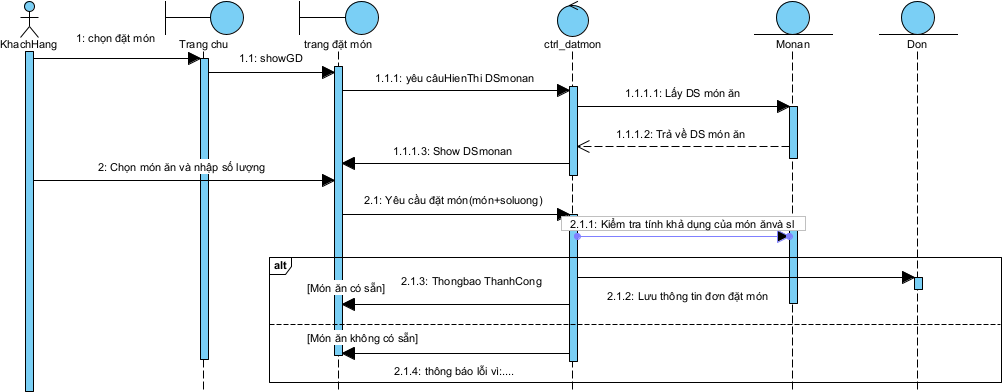 KhachHang
Trang chu
trang đặt món
ctrl_datmon
Monan
Don
1: chọn đặt món
1.1: showGD
1.1.1: yêu câuHienThi DSmonan
1.1.1.1: Lấy DS món ăn
1.1.1.2: Trả về DS món ăn
1.1.1.3: Show DSmonan
2: Chọn món ăn và nhập số lượng
2.1: Yêu cầu đặt món(món+soluong)
2.1.1: Kiểm tra tính khả dụng của món ănvà sl
alt
2.1.3: Thongbao ThanhCong
[Món ăn có sẵn]
2.1.2: Lưu thông tin đơn đặt món
[Món ăn không có sẵn]
2.1.4: thông báo lỗi vì:....